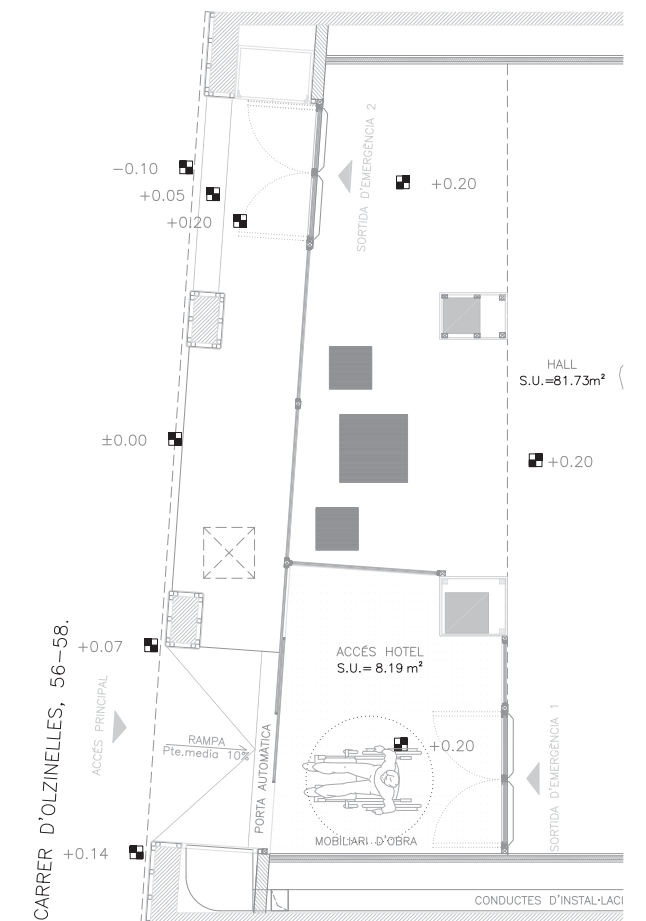 SORTIDA D'EMERGÈNCIA 2
-0.10
+0.05
+0.20
+0.20
HALL
S.U.=81.73m²
±0.00
+0.20
CARRER D'OLZINELLES, 56-58.
+0.07
ACCÉS HOTEL
S.U.= 8.19 m²
ACCÉS PRINCIPAL
RAMPA
Pte.media 10%
PORTA AUTOMÀTICA
+0.20
SORTIDA D'EMERGÈNCIA 1
MOBILIARI D'OBRA
+0.14
CONDUCTES D'INSTAL·LACI